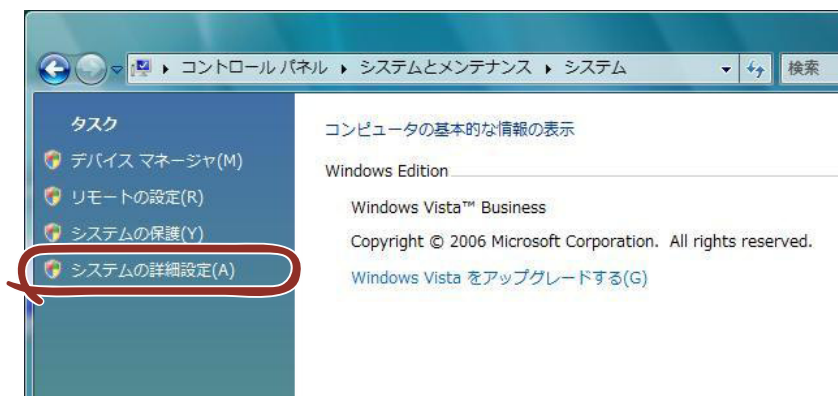 コントロール パネル システムとメンテナンス システム 検索
タスク
デバイス マネージャ(M)
リモートの設定(R)
システムの保護(Y)
システムの詳細設定(A)
コンピュータの基本的な情報の表示
Windows Edition
Windows Vista™ Business
Copyright © 2006 Microsoft Corporation. All rights reserved.
Windows Vista をアップグレードする(G)